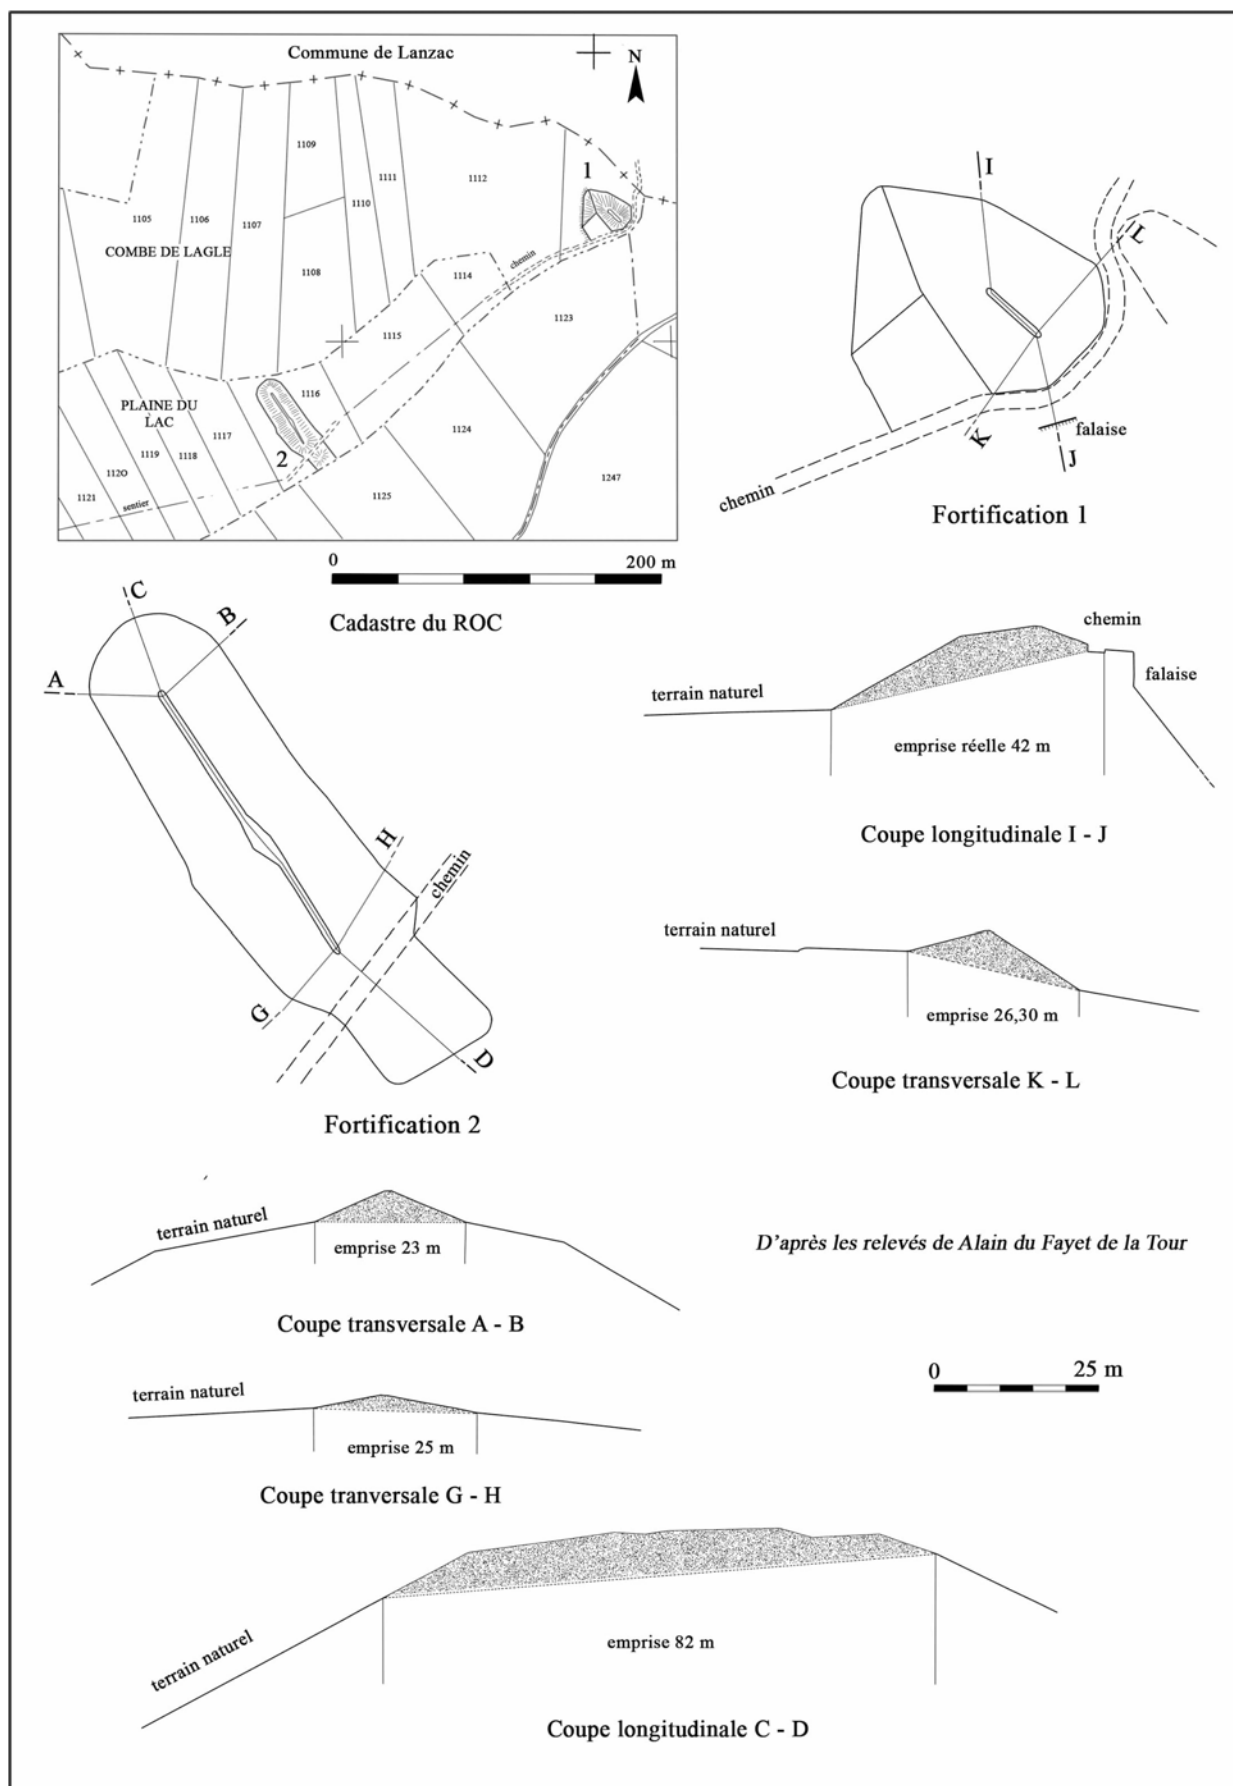 Commune de Lanzac
N
1109
1111
1112
1
1110
1105
1106
1107
COMBE DE LAGLE
chemin
1108
1114
1123
1115
1116
PLAINE DU
LAC
1117
1124
2
1118
1119
1120
1121
sentier
1125
1247
0 200 m
Cadastre du ROC
I
L
K
falaise
J
chemin
Fortification 1
C
B
A
H
chemin
G
D
Fortification 2
chemin
terrain naturel
falaise
emprise réelle 42 m
Coupe longitudinale I - J
terrain naturel
emprise 26,30 m
Coupe transversale K - L
terrain naturel
emprise 23 m
Coupe transversale A - B
D'après les relevés de Alain du Fayet de la Tour
0 25 m
terrain naturel
emprise 25 m
Coupe tranversale G - H
terrain naturel
emprise 82 m
Coupe longitudinale C - D